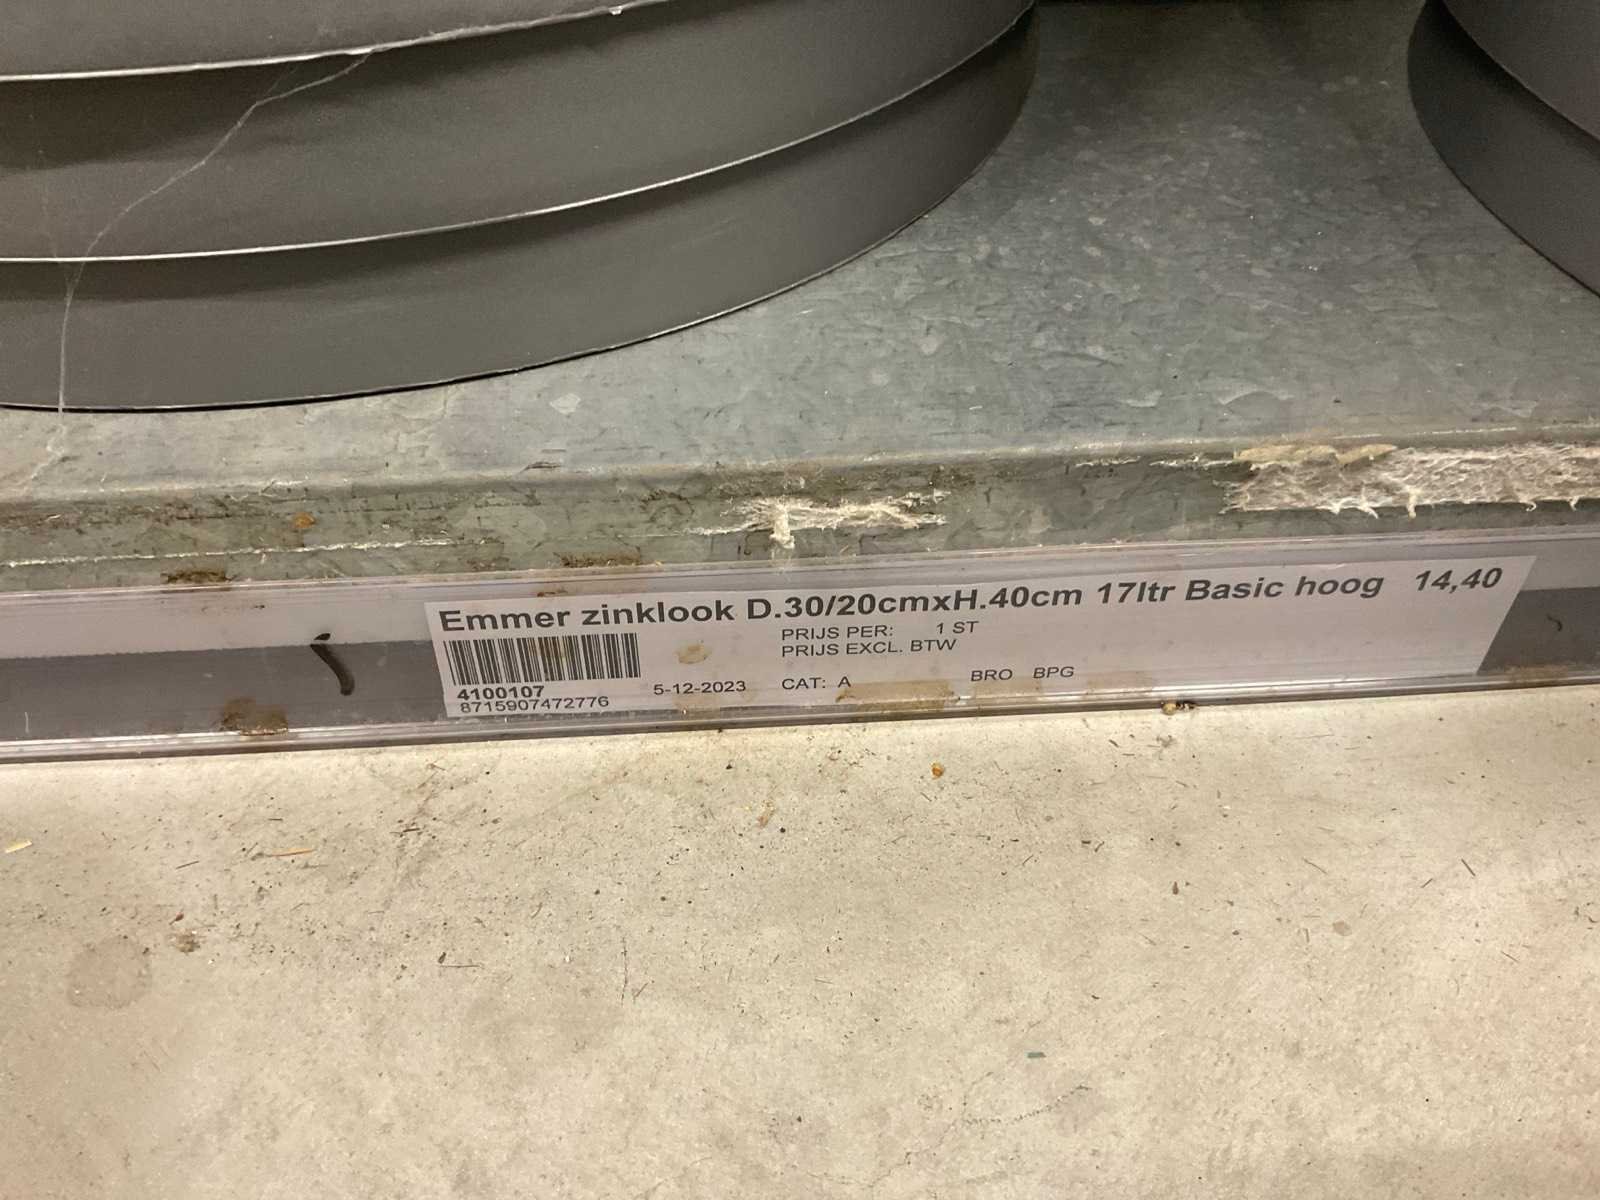 Emmer zinklook D.30/20cmxH.40cm 17ltr Basic hoog 14,40
PRIJS PER: 1 ST
PRIJS EXCL. BTW
4100107
8715907472776
5-12-2023 CAT: A BRO BPG